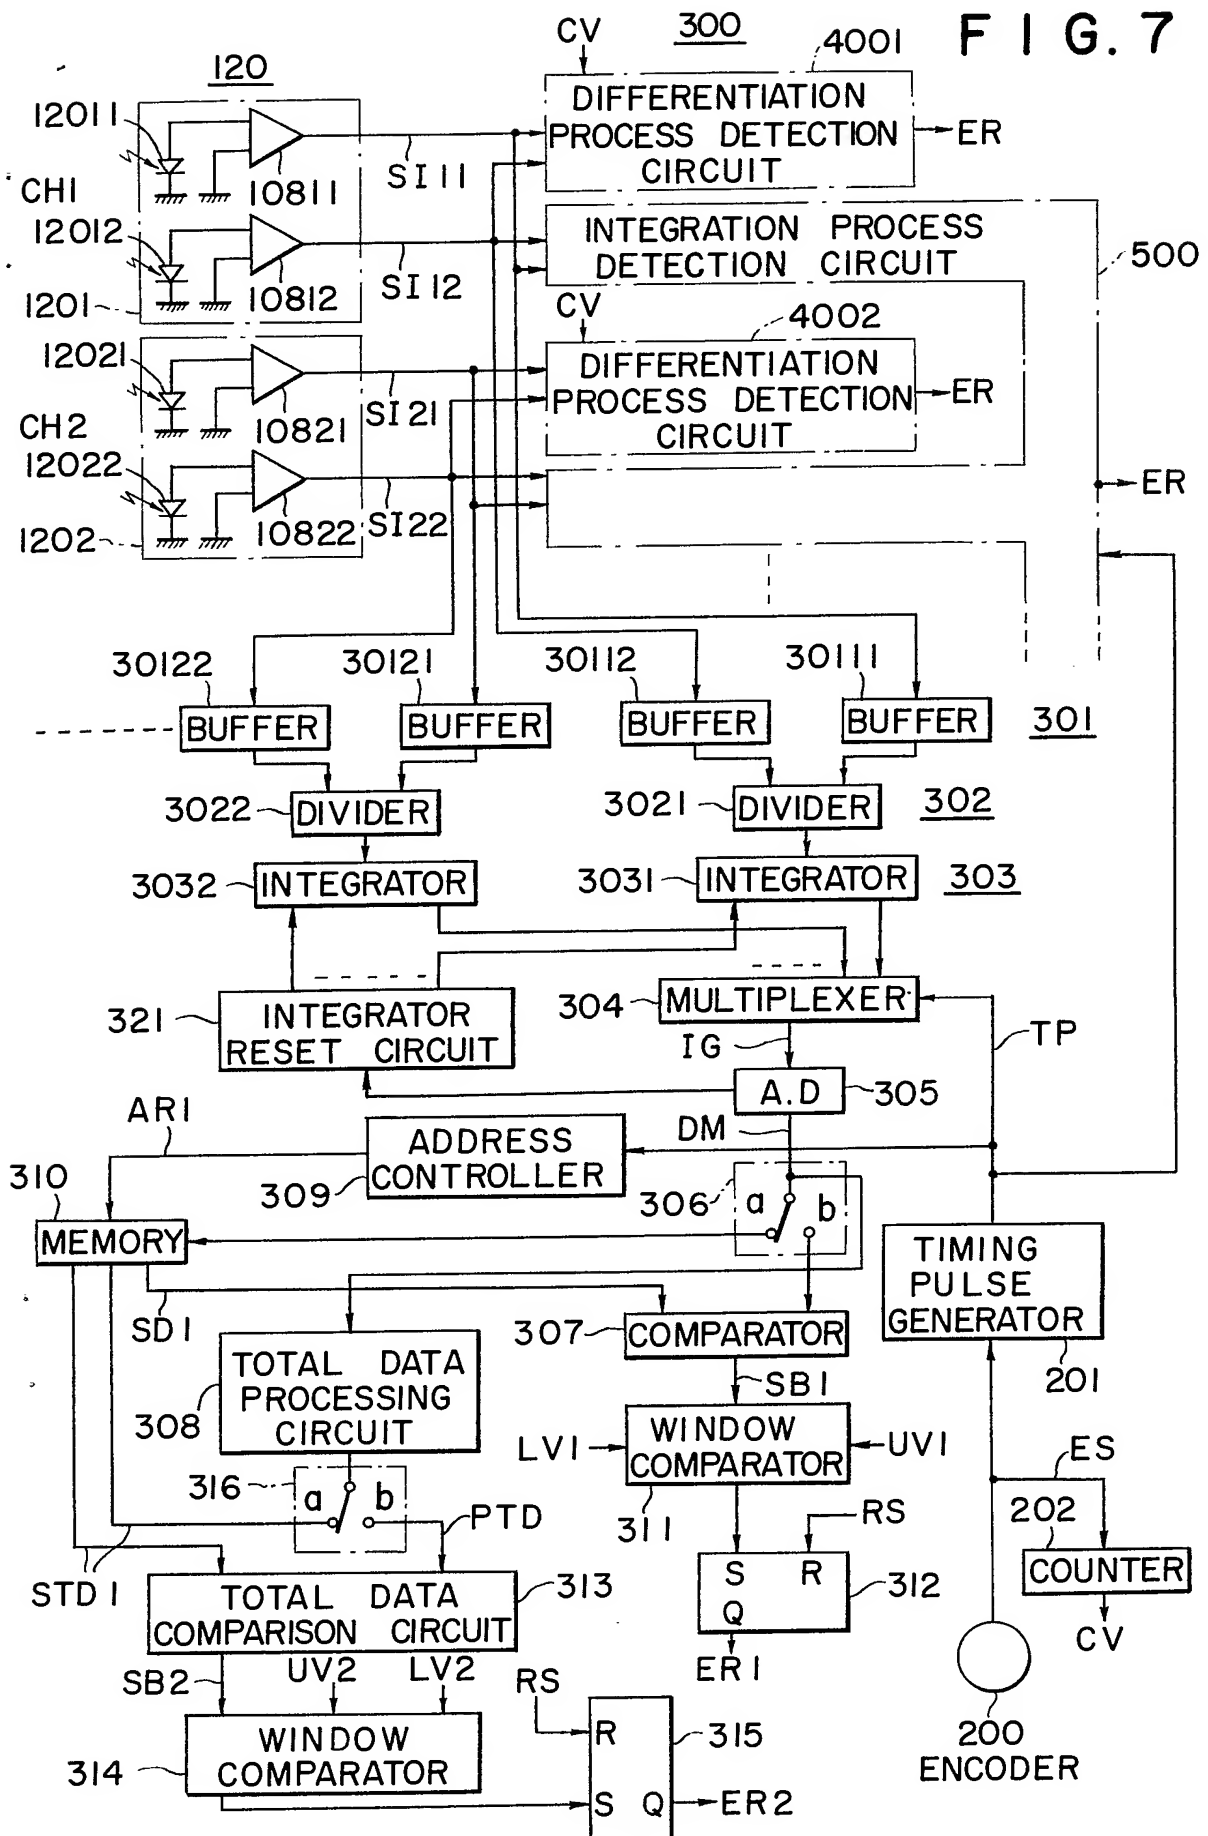 FIG. 7
300
CV
4001
120
12011
DIFFERENTIATION
PROCESS DETECTION
CIRCUIT
ER
SI11
10811
CH1
12012
INTEGRATION PROCESS
DETECTION CIRCUIT
500
SI12
10812
1201
CV
4002
12021
DIFFERENTIATION
PROCESS DETECTION
CIRCUIT
ER
SI21
10821
CH2
12022
ER
SI22
10822
1202
30122
30121
30112
30111
BUFFER
BUFFER
BUFFER
BUFFER
301
3022
DIVIDER
3021
DIVIDER
302
3032
INTEGRATOR
3031
INTEGRATOR
303
321
INTEGRATOR
RESET CIRCUIT
304
MULTIPLEXER
TP
IG
A.D
305
AR1
DM
ADDRESS
CONTROLLER
309
310
MEMORY
306
a
b
TIMING
PULSE
GENERATOR
201
SD1
307
COMPARATOR
TOTAL DATA
PROCESSING
CIRCUIT
308
SB1
LV1
WINDOW
COMPARATOR
UV1
311
316
a
b
PTD
RS
ES
202
COUNTER
CV
STD1
TOTAL DATA
COMPARISON CIRCUIT
313
S R
Q
312
ER1
SB2
UV2
LV2
RS
WINDOW
COMPARATOR
314
R
S Q
315
ER2
200
ENCODER